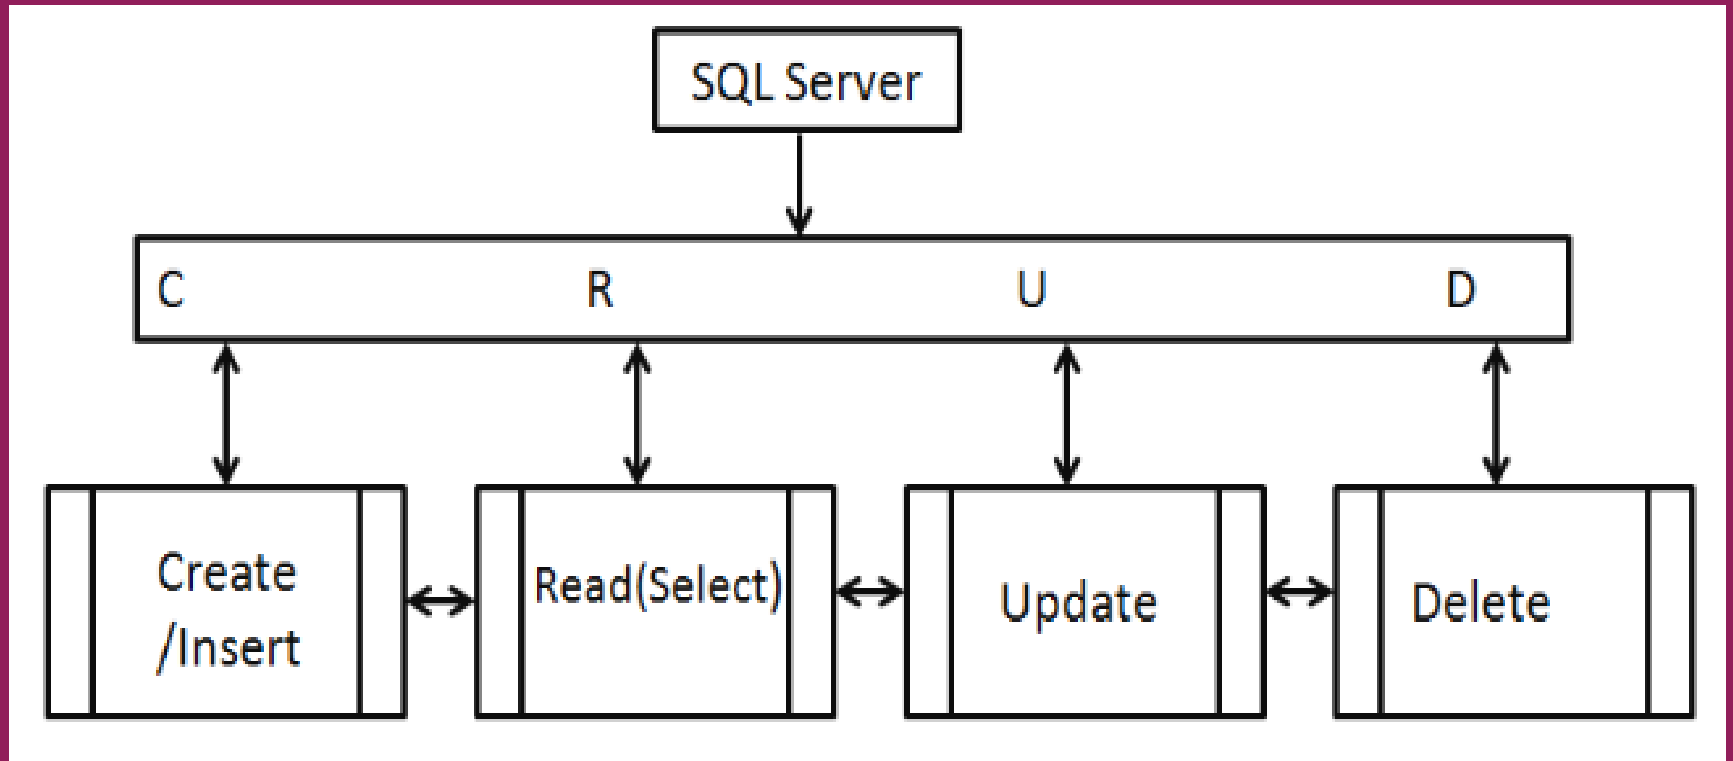 SQL Server
C R U D
Create
/Insert
Read(Select)
Update
Delete